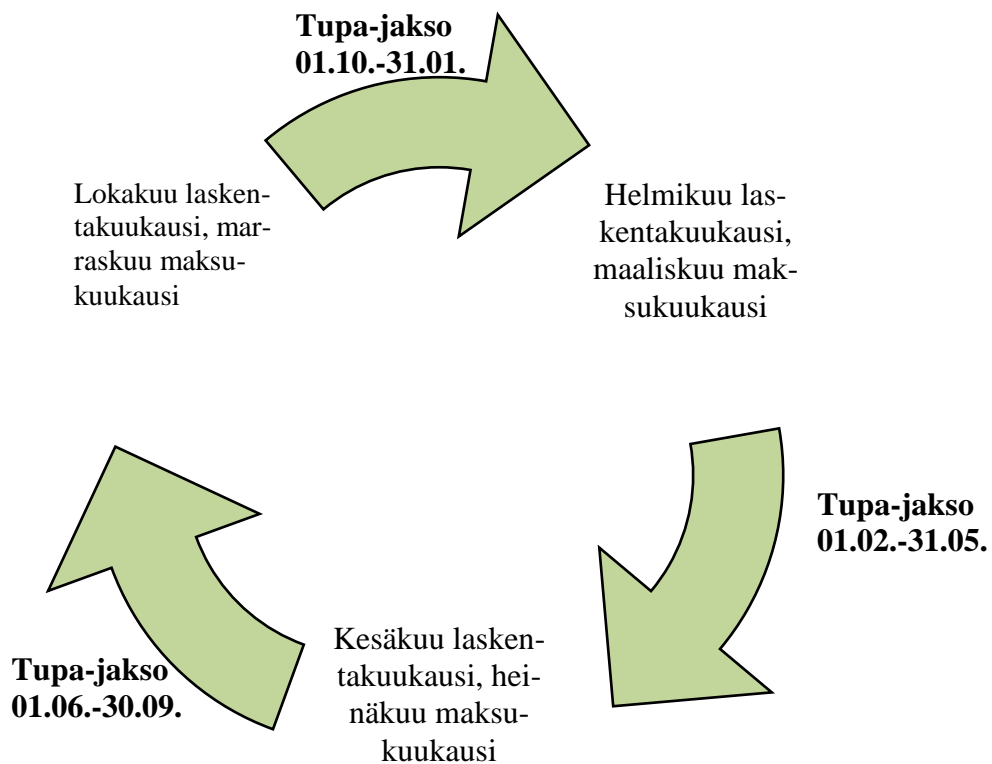 Tupa-jakso
01.10.-31.01.
Lokakuu lasken-
takuukausi, mar-
raskuu maksu-
kuukausi
Helmikuu las-
kentakuukausi,
maaliskuu mak-
sukuukausi
Tupa-jakso
01.02.-31.05.
Kesäkuu lasken-
takuukausi, hei-
näkuu maksu-
kuukausi
Tupa-jakso
01.06.-30.09.